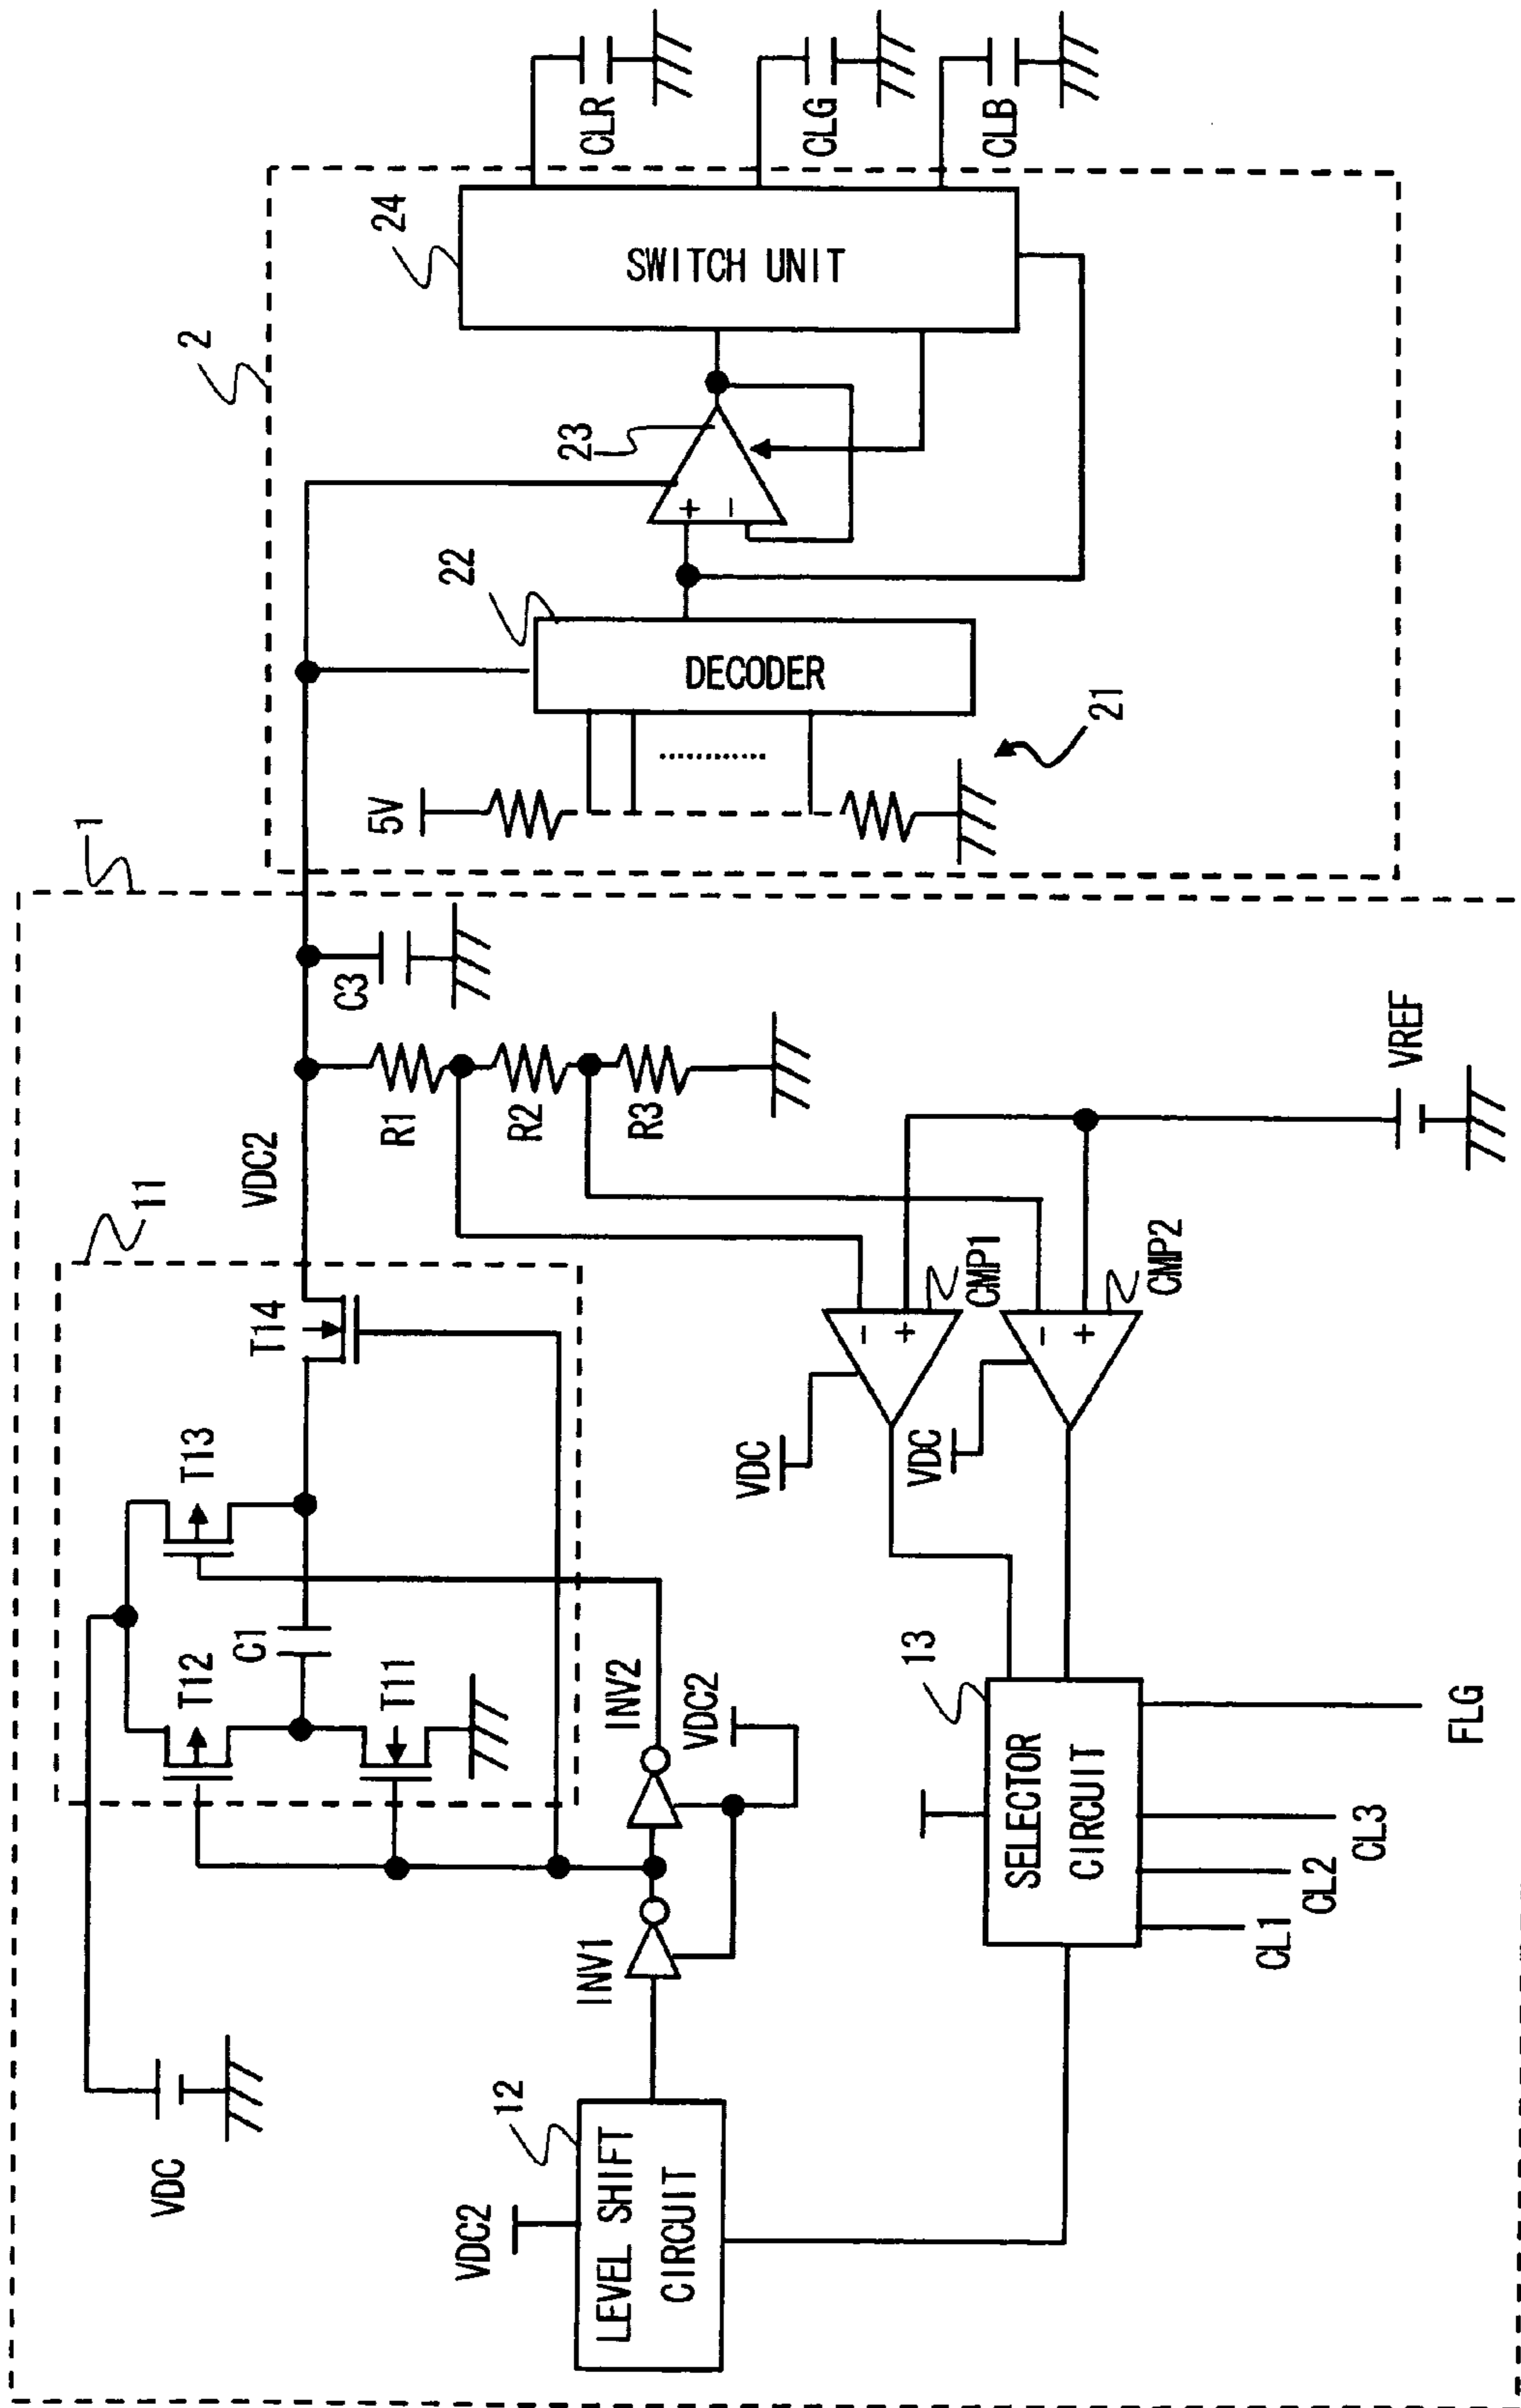 1
2
11
VDC
T12
T13
T14
VDC2
C1
T11
C3
5V
R1
R2
R3
22
23
24
DECODER
+
−
SWITCH UNIT
CLR
CLG
CLB
21
VDC2
12
LEVEL SHIFT
CIRCUIT
INV1
INV2
VDC2
13
SELECTOR
CIRCUIT
VDC
VDC
−
+
CMP1
−
+
CMP2
VREF
CL1
CL2
CL3
FLG